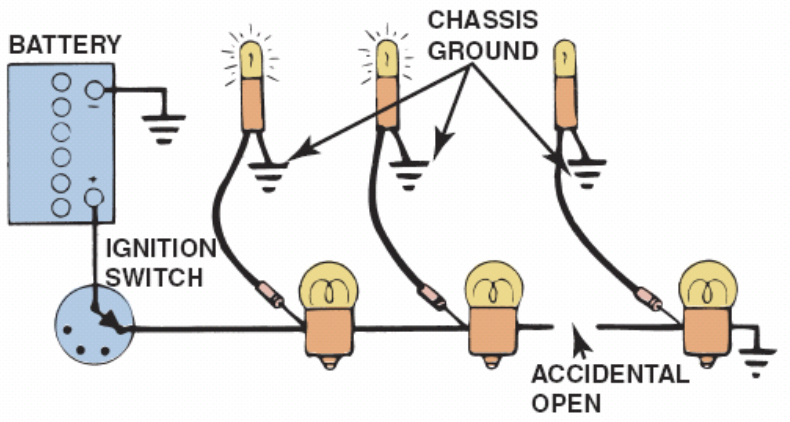 CHASSIS
GROUND
BATTERY
−
+
IGNITION
SWITCH
ACCIDENTAL
OPEN